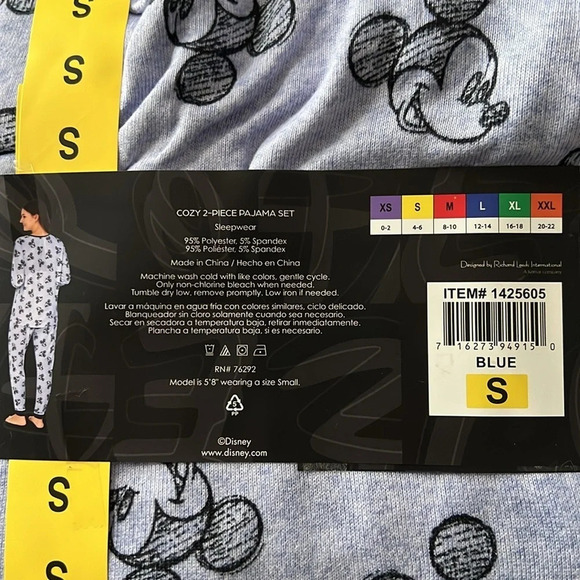 S
S
S
COZY 2-PIECE PAJAMA SET
Sleepwear
95% Polyester, 5% Spandex
95% Poliéster, 5% Spandex
Made in China / Hecho en China
Machine wash cold with like colors, gentle cycle.
Only non-chlorine bleach when needed.
Tumble dry low, remove promptly. Low iron if needed.
Lavar a máquina en agua fría con colores similares, ciclo delicado.
Blanqueador sin cloro solamente cuando sea necesario.
Secar en secadora a temperatura baja, retirar inmediatamente.
Plancha a temperatura baja, si es necesario.
RN# 76292
Model is 5'8" wearing a size Small.
5
PP
©Disney
www.disney.com
XS S M L XL XXL
0-2 4-6 8-10 12-14 16-18 20-22
Designed by Richard Leeds International
ITEM# 1425605
7 16273 94915 0
BLUE
S
S
S